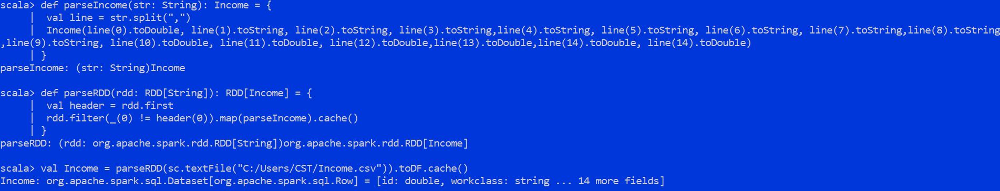 scala> def parseIncome(str: String): Income = {
     |  val line = str.split(",")
     |  Income(line(0).toDouble, line(1).toString, line(2).toString, line(3).toString,line(4).toString, line(5).toString, line(6).toString, line(7).toString,line(8).toString
,line(9).toString, line(10).toDouble, line(11).toDouble, line(12).toDouble,line(13).toDouble,line(14).toDouble, line(14).toDouble)
     | }
parseIncome: (str: String)Income
scala> def parseRDD(rdd: RDD[String]): RDD[Income] = {
     |  val header = rdd.first
     |  rdd.filter(_(0) != header(0)).map(parseIncome).cache()
     | }
parseRDD: (rdd: org.apache.spark.rdd.RDD[String])org.apache.spark.rdd.RDD[Income]
scala> val Income = parseRDD(sc.textFile("C:/Users/CST/Income.csv")).toDF.cache()
Income: org.apache.spark.sql.Dataset[org.apache.spark.sql.Row] = [id: double, workclass: string ... 14 more fields]